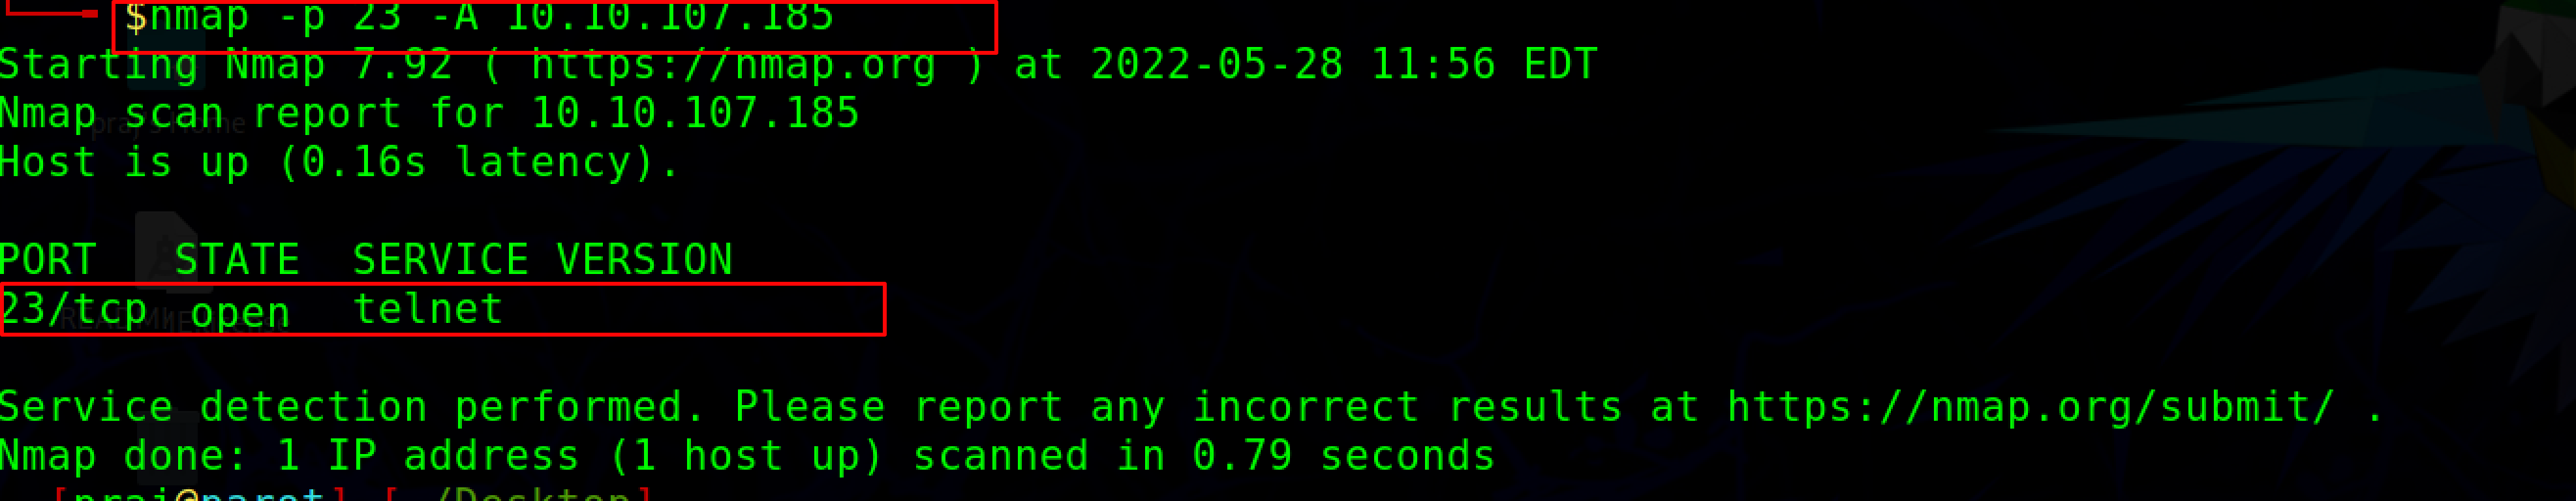 $nmap -p 23 -A 10.10.107.185
Starting Nmap 7.92 ( https://nmap.org ) at 2022-05-28 11:56 EDT
Nmap scan report for 10.10.107.185
Host is up (0.16s latency).
PORT STATE SERVICE VERSION
23/tcp open telnet
Service detection performed. Please report any incorrect results at https://nmap.org/submit/ .
Nmap done: 1 IP address (1 host up) scanned in 0.79 seconds